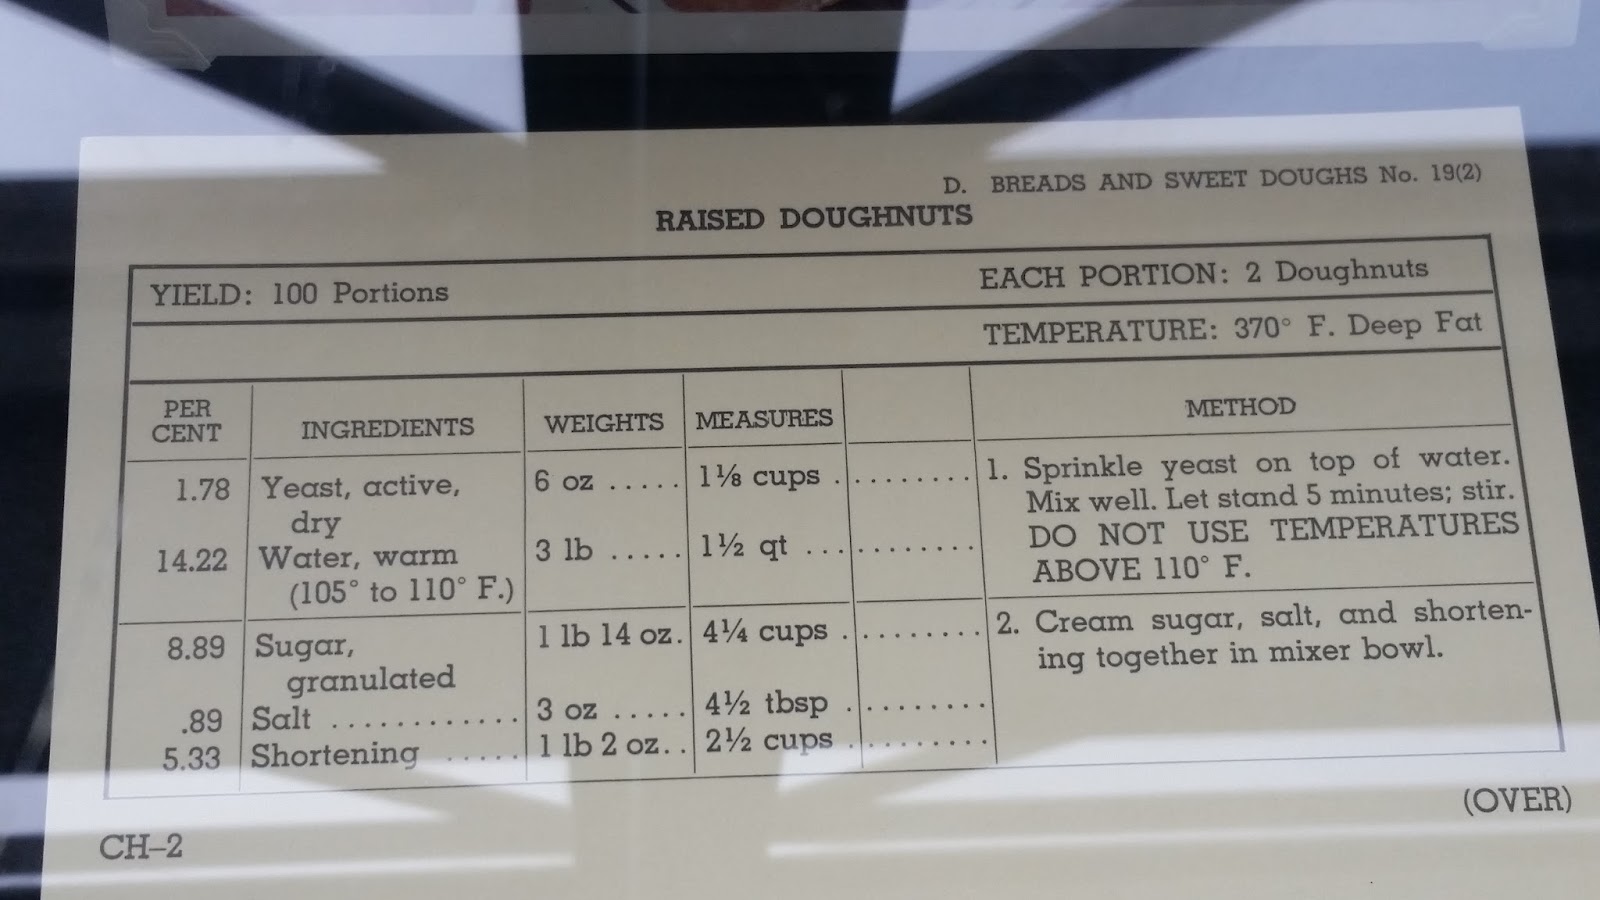 D. BREADS AND SWEET DOUGHS No. 19(2)
RAISED DOUGHNUTS
YIELD: 100 Portions EACH PORTION: 2 Doughnuts
TEMPERATURE: 370° F. Deep Fat
PER CENT INGREDIENTS WEIGHTS MEASURES METHOD
1.78 Yeast, active, dry 6 oz ..... 1⅛ cups . ........
14.22 Water, warm (105° to 110° F.) 3 lb ..... 1½ qt ... ........
1. Sprinkle yeast on top of water.
Mix well. Let stand 5 minutes; stir.
DO NOT USE TEMPERATURES
ABOVE 110° F.
8.89 Sugar, granulated 1 lb 14 oz. 4¼ cups . ........
.89 Salt ............ 3 oz ..... 4½ tbsp . ........
5.33 Shortening ..... 1 lb 2 oz.. 2½ cups . ........
2. Cream sugar, salt, and shorten-
ing together in mixer bowl.
(OVER)
CH–2